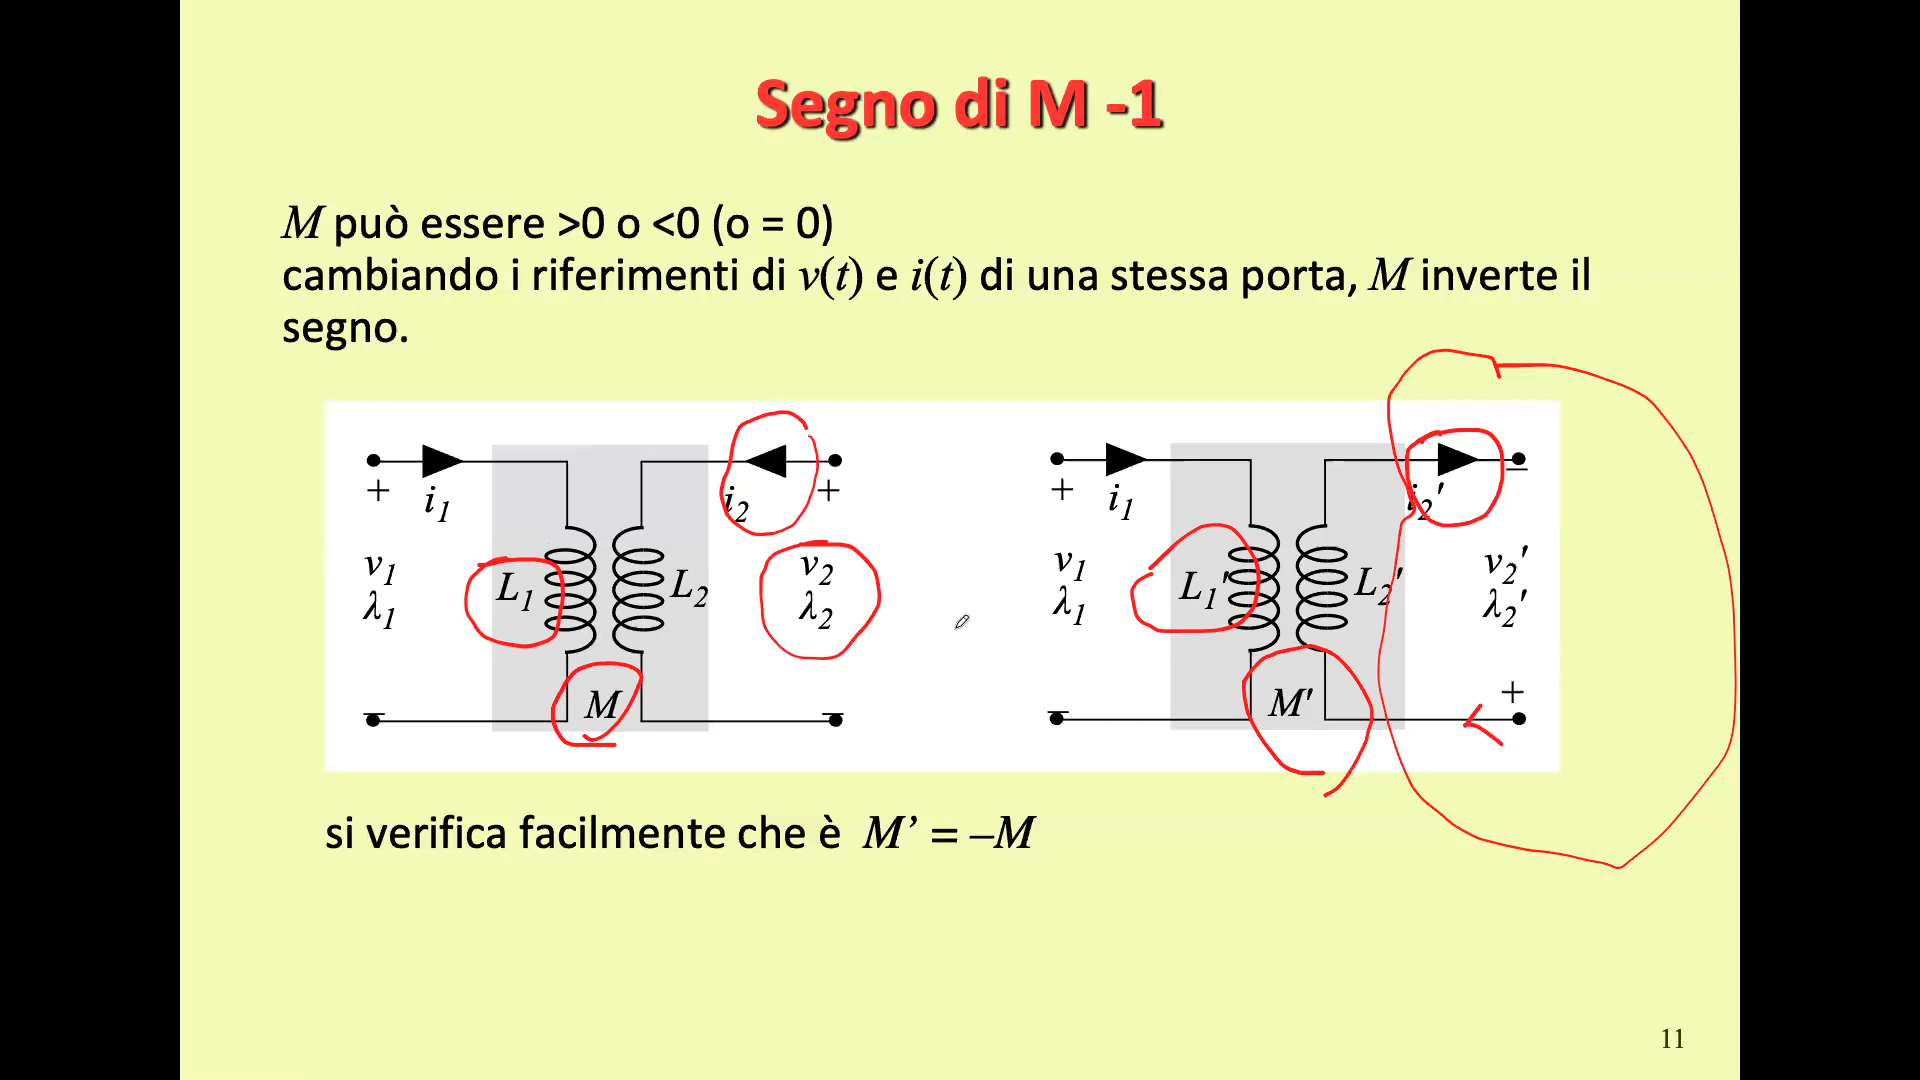 Segno di M -1
M può essere >0 o <0 (o = 0)
cambiando i riferimenti di v(t) e i(t) di una stessa porta, M inverte il
segno.
+ i1 i2 +
v1 L1 L2 v2
λ1 λ2
– M –
+ i1 i2' –
v1 L1' L2' v2'
λ1 λ2'
– M' +
si verifica facilmente che è M’ = –M
11